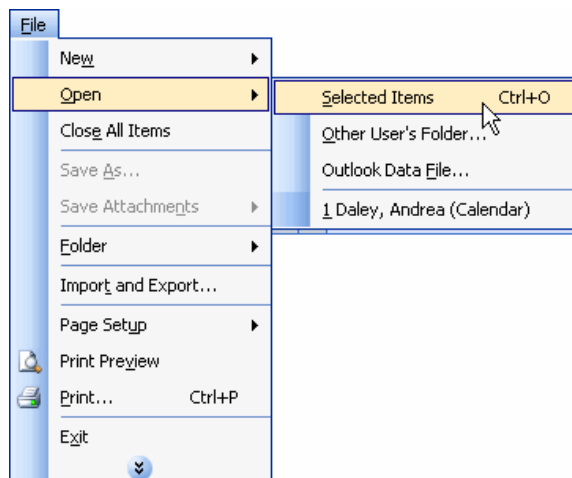 File
New
Open
Close All Items
Save As...
Save Attachments
Folder
Import and Export...
Page Setup
Print Preview
Print... Ctrl+P
Exit
Selected Items Ctrl+O
Other User's Folder...
Outlook Data File...
1 Daley, Andrea (Calendar)